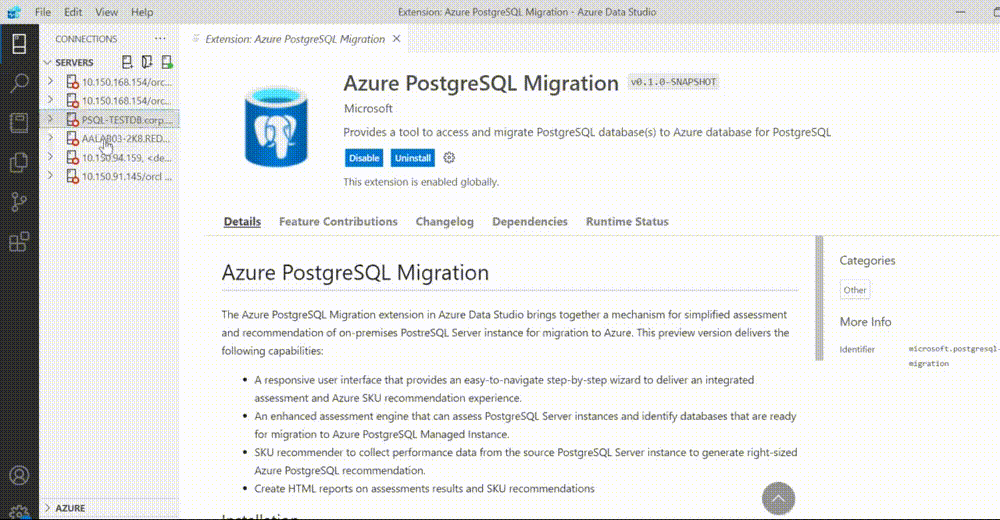 File Edit View Help
Extension: Azure PostgreSQL Migration - Azure Data Studio
CONNECTIONS ...
SERVERS
10.150.168.154/orc...
10.150.168.154/orc...
PSQL-TESTDB.corp....
AALAB03-2K8.RED...
10.150.94.159, <de...
10.150.91.145/orcl ...
AZURE
Extension: Azure PostgreSQL Migration
Azure PostgreSQL Migration v0.1.0-SNAPSHOT
Microsoft
Provides a tool to access and migrate PostgreSQL database(s) to Azure database for PostgreSQL
Disable Uninstall
This extension is enabled globally.
Details Feature Contributions Changelog Dependencies Runtime Status
Azure PostgreSQL Migration
The Azure PostgreSQL Migration extension in Azure Data Studio brings together a mechanism for simplified assessment
and recommendation of on-premises PostreSQL Server instance for migration to Azure. This preview version delivers the
following capabilities:
• A responsive user interface that provides an easy-to-navigate step-by-step wizard to deliver an integrated
assessment and Azure SKU recommendation experience.
• An enhanced assessment engine that can assess PostgreSQL Server instances and identify databases that are ready
for migration to Azure PostgreSQL Managed Instance.
• SKU recommender to collect performance data from the source PostgreSQL Server instance to generate right-sized
Azure PostgreSQL recommendation.
• Create HTML reports on assessments results and SKU recommendations
Installation
Categories
Other
More Info
Identifier microsoft.postgresql-
migration